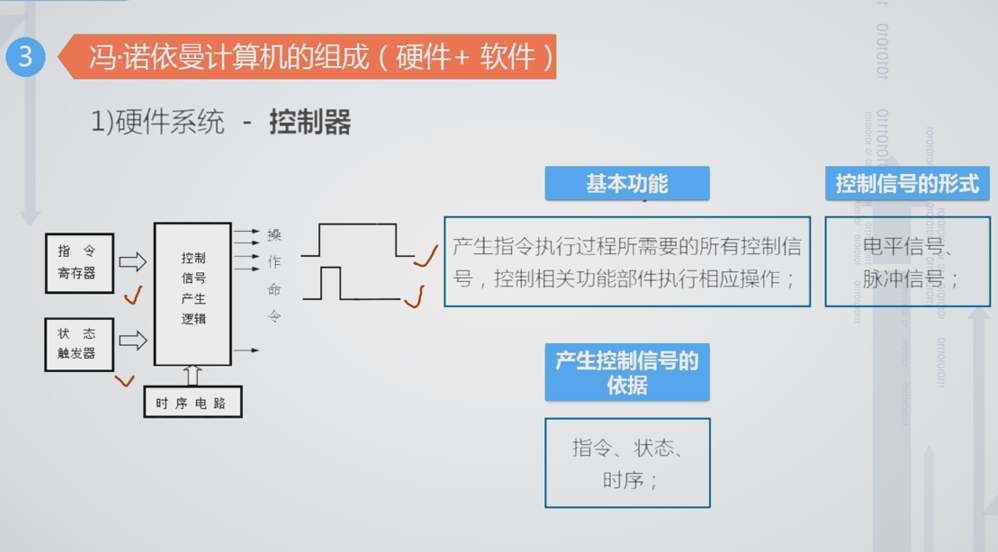 3
冯·诺依曼计算机的组成（硬件+ 软件）
1)硬件系统 - 控制器
指 令
寄存器
状 态
触发器
控制
信号
产生
逻辑
时 序 电 路
操
作
命
令
基本功能
产生指令执行过程所需要的所有控制信
号，控制相关功能部件执行相应操作；
控制信号的形式
电平信号、
脉冲信号；
产生控制信号的
依据
指令、状态、
时序；